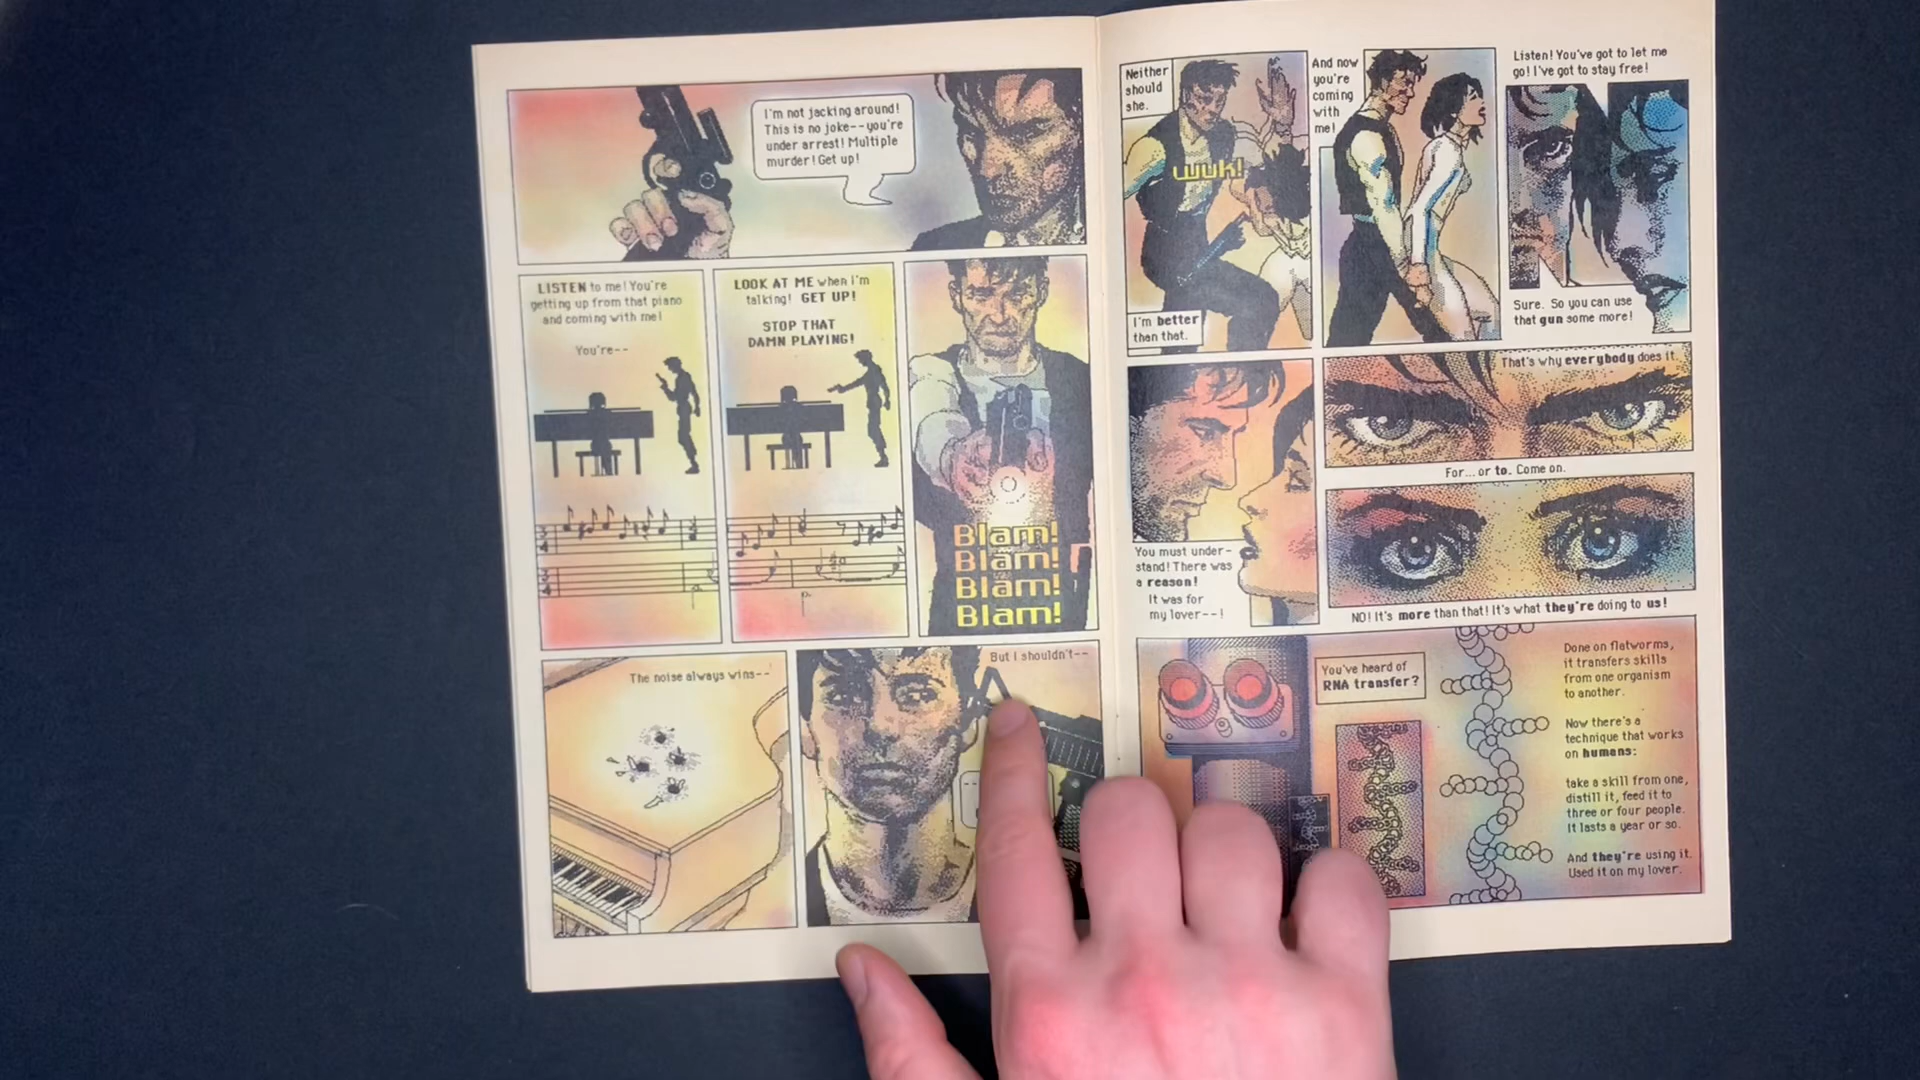 I'm not jacking around!
This is no joke--you're
under arrest! Multiple
murder! Get up!
LISTEN to me! You're
getting up from that piano
and coming with me!
You're--
LOOK AT ME when I'm
talking! GET UP!
STOP THAT
DAMN PLAYING!
Blam!
Blam!
Blam!
Blam!
The noise always wins--
But I shouldn't--
Neither
should
she.
wuk!
I'm better
than that.
And now
you're
coming
with
me!
Listen! You've got to let me
go! I've got to stay free!
Sure. So you can use
that gun some more!
You must under-
stand! There was
a reason!
It was for
my lover--!
That's why everybody does it.
For... or to. Come on.
NO! It's more than that! It's what they're doing to us!
You've heard of
RNA transfer?
Done on flatworms,
it transfers skills
from one organism
to another.
Now there's a
technique that works
on humans:
take a skill from one,
distill it, feed it to
three or four people.
It lasts a year or so.
And they're using it.
Used it on my lover.